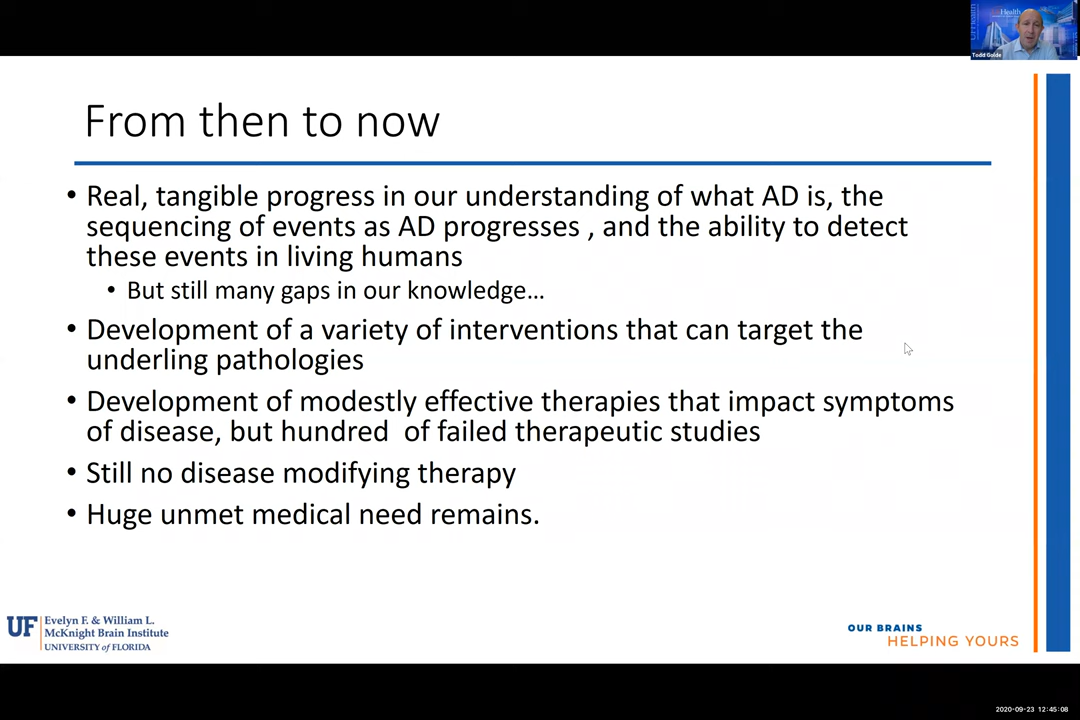 Health
Todd Golde
From then to now
• Real, tangible progress in our understanding of what AD is, the
sequencing of events as AD progresses , and the ability to detect
these events in living humans
• But still many gaps in our knowledge...
• Development of a variety of interventions that can target the
underling pathologies
• Development of modestly effective therapies that impact symptoms
of disease, but hundred of failed therapeutic studies
• Still no disease modifying therapy
• Huge unmet medical need remains.
UF
Evelyn F. & William L.
McKnight Brain Institute
UNIVERSITY of FLORIDA
OUR BRAINS
HELPING YOURS
2020-09-23 12:45:08